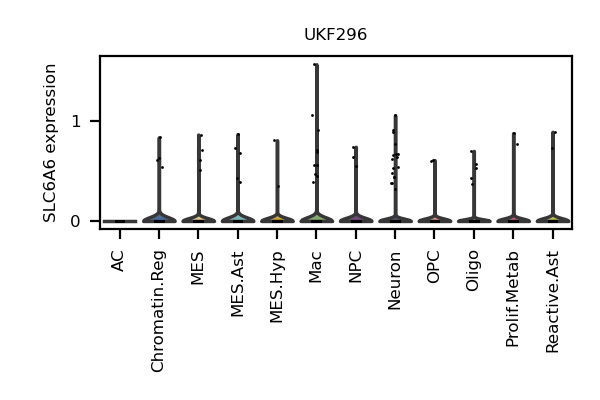 UKF296
SLC6A6 expression
1
0
AC
Chromatin.Reg
MES
MES.Ast
MES.Hyp
Mac
NPC
Neuron
OPC
Oligo
Prolif.Metab
Reactive.Ast